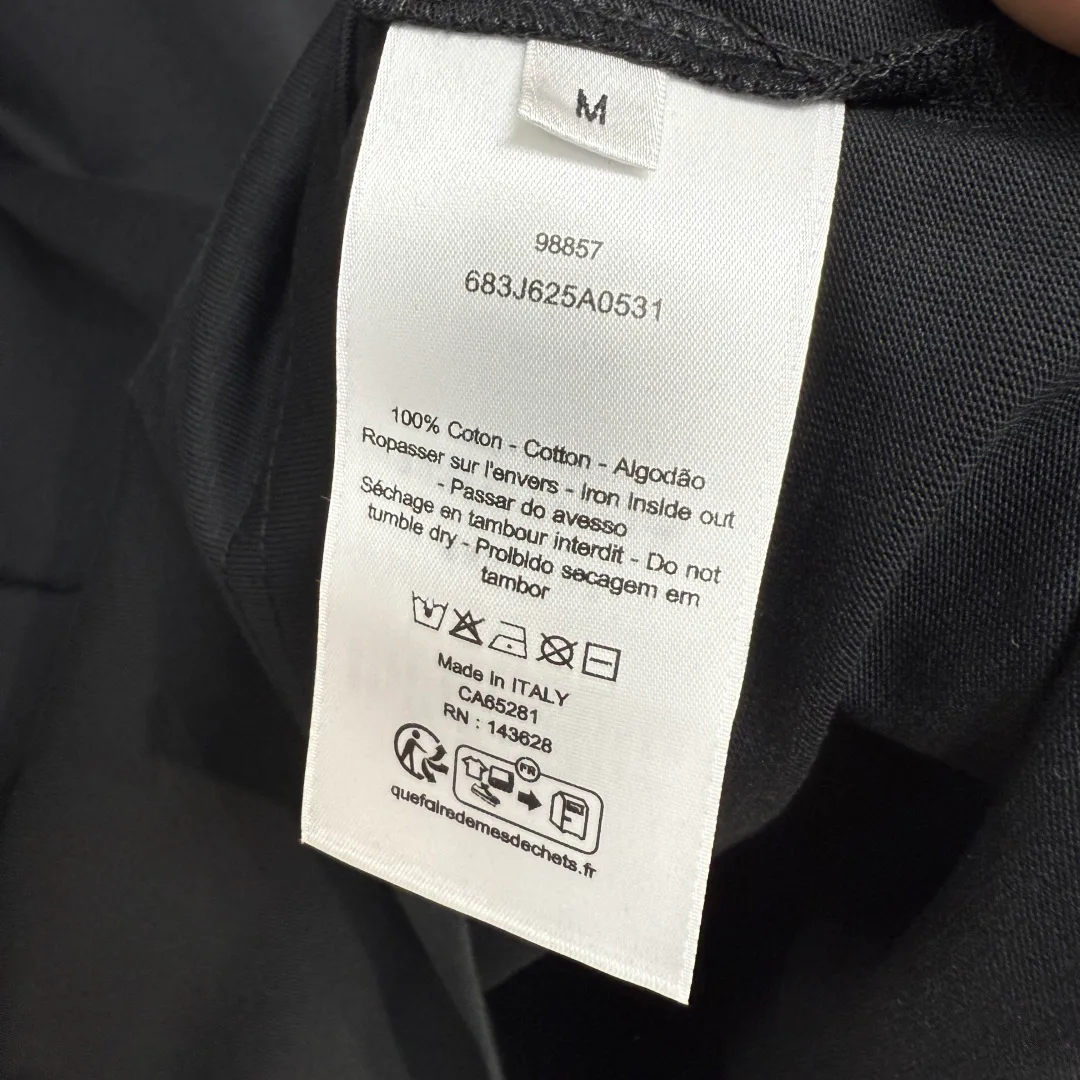 M
98857
683J625A0531
100% Coton - Cotton - Algodão
Ropasser sur l'envers - Iron Inside out
- Passar do avesso
Séchage en tambour interdit - Do not
tumble dry - Prolbldo secagem em
tambor
Made In ITALY
CA65281
RN : 143628
FR
quefairedemesdechets.fr